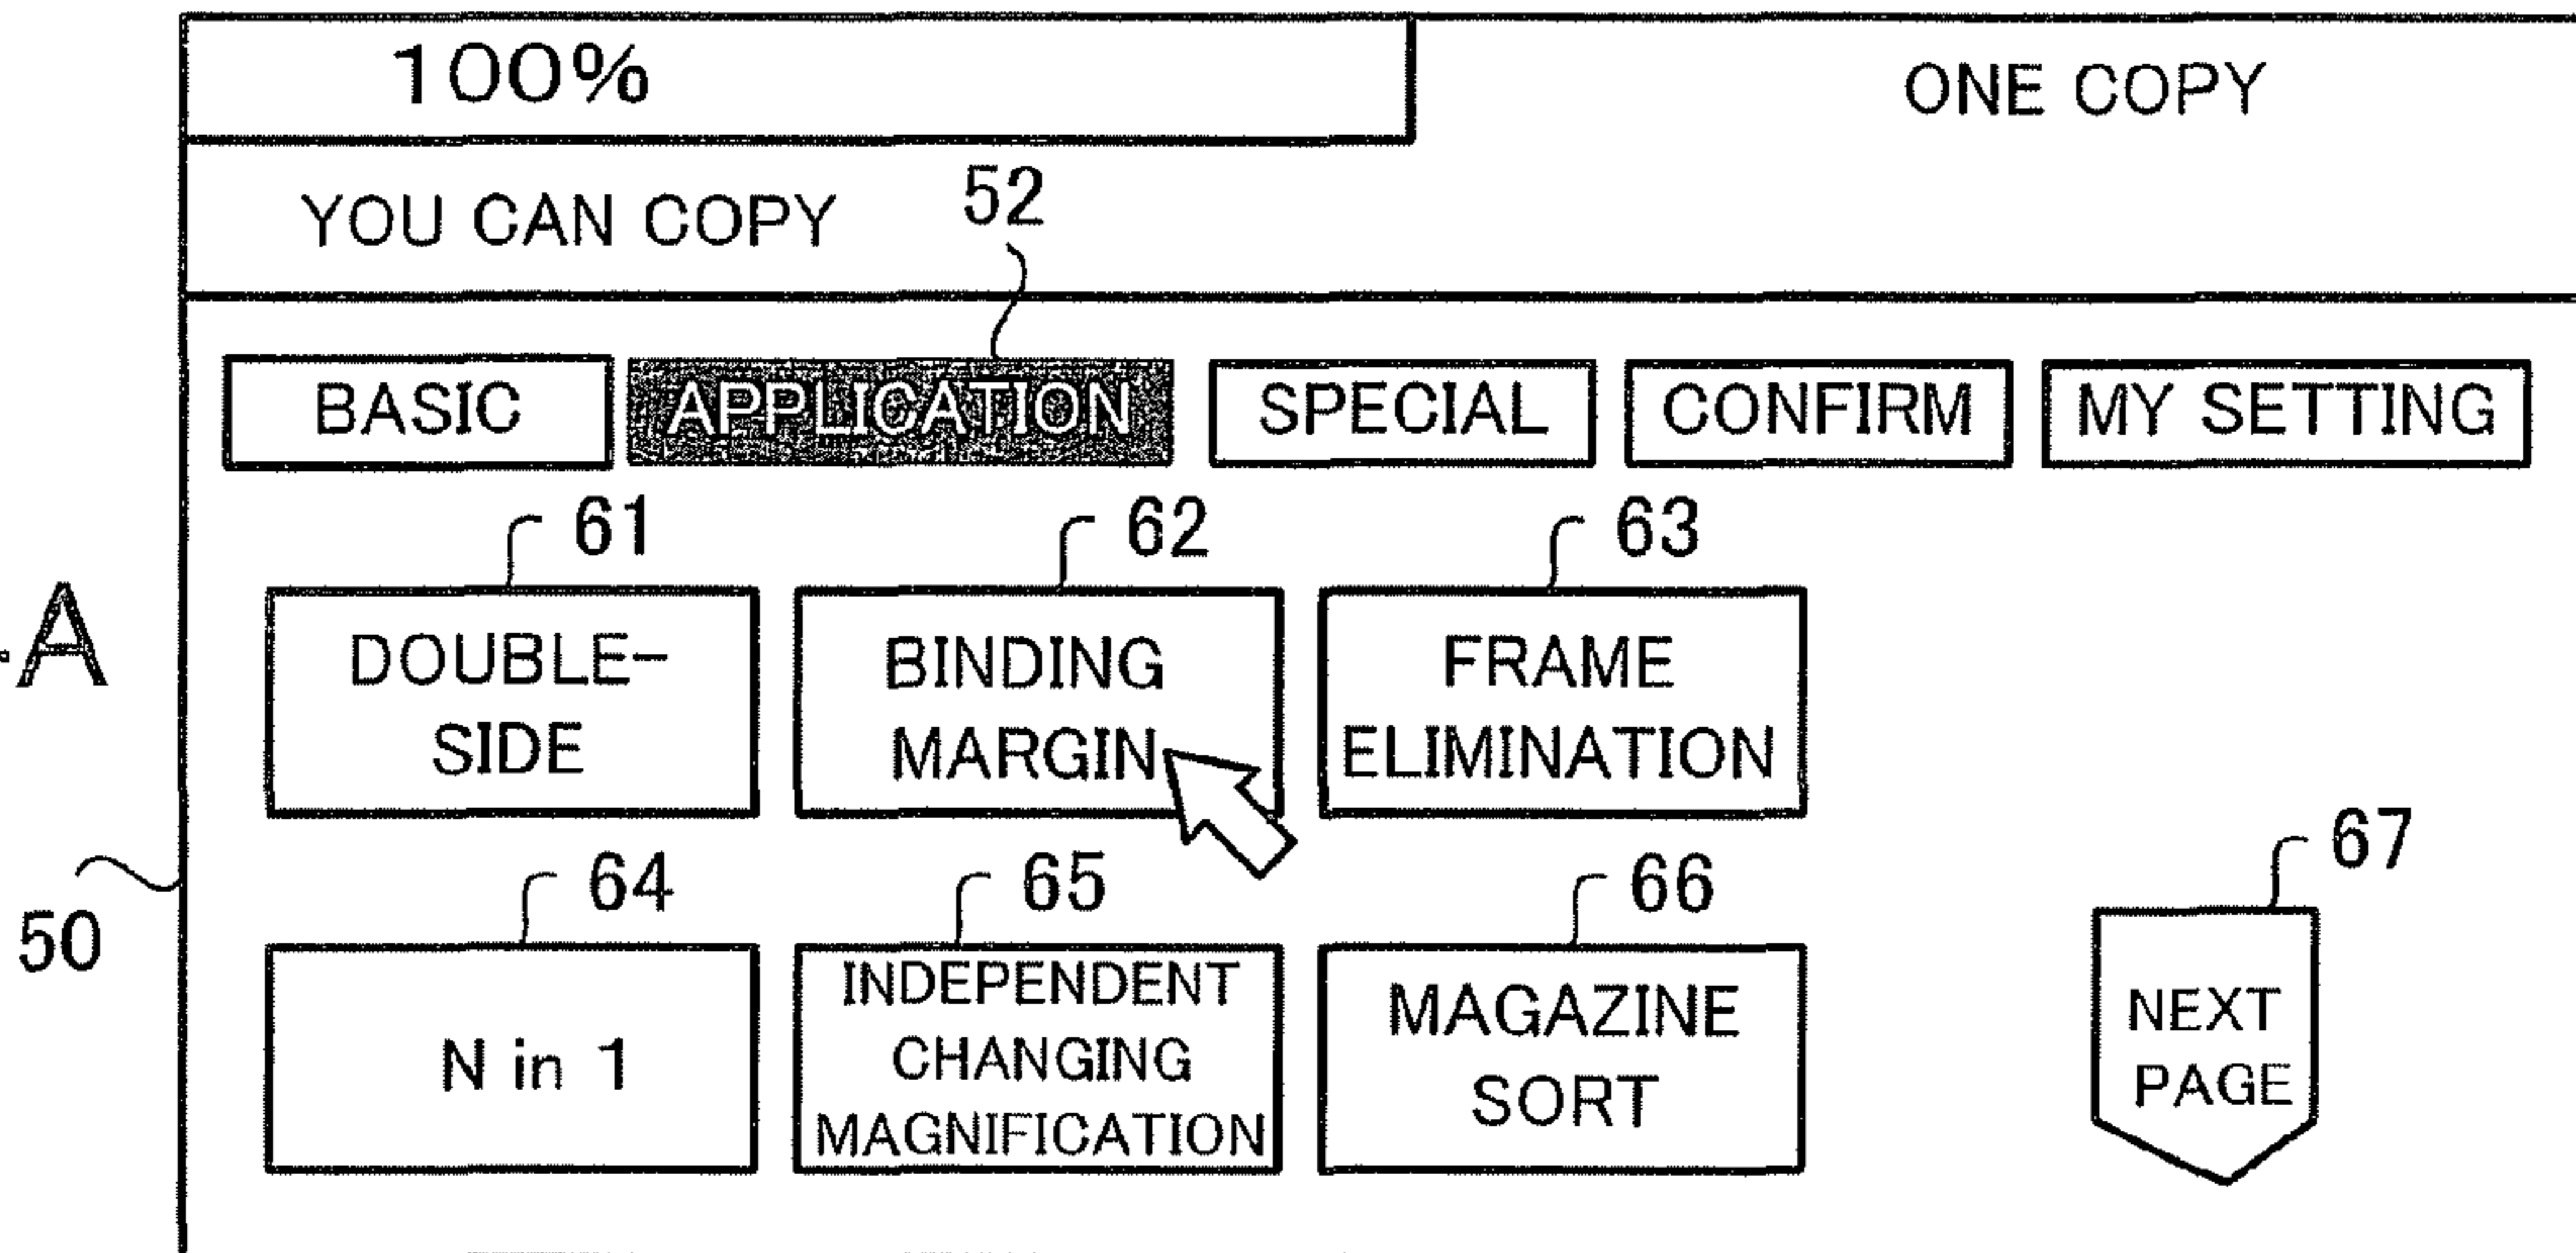 100%
ONE COPY
YOU CAN COPY
52
BASIC
APPLICATION
SPECIAL
CONFIRM
MY SETTING
61
62
63
DOUBLE-
SIDE
BINDING
MARGIN
FRAME
ELIMINATION
-A
50
64
65
66
67
N in 1
INDEPENDENT
CHANGING
MAGNIFICATION
MAGAZINE
SORT
NEXT
PAGE